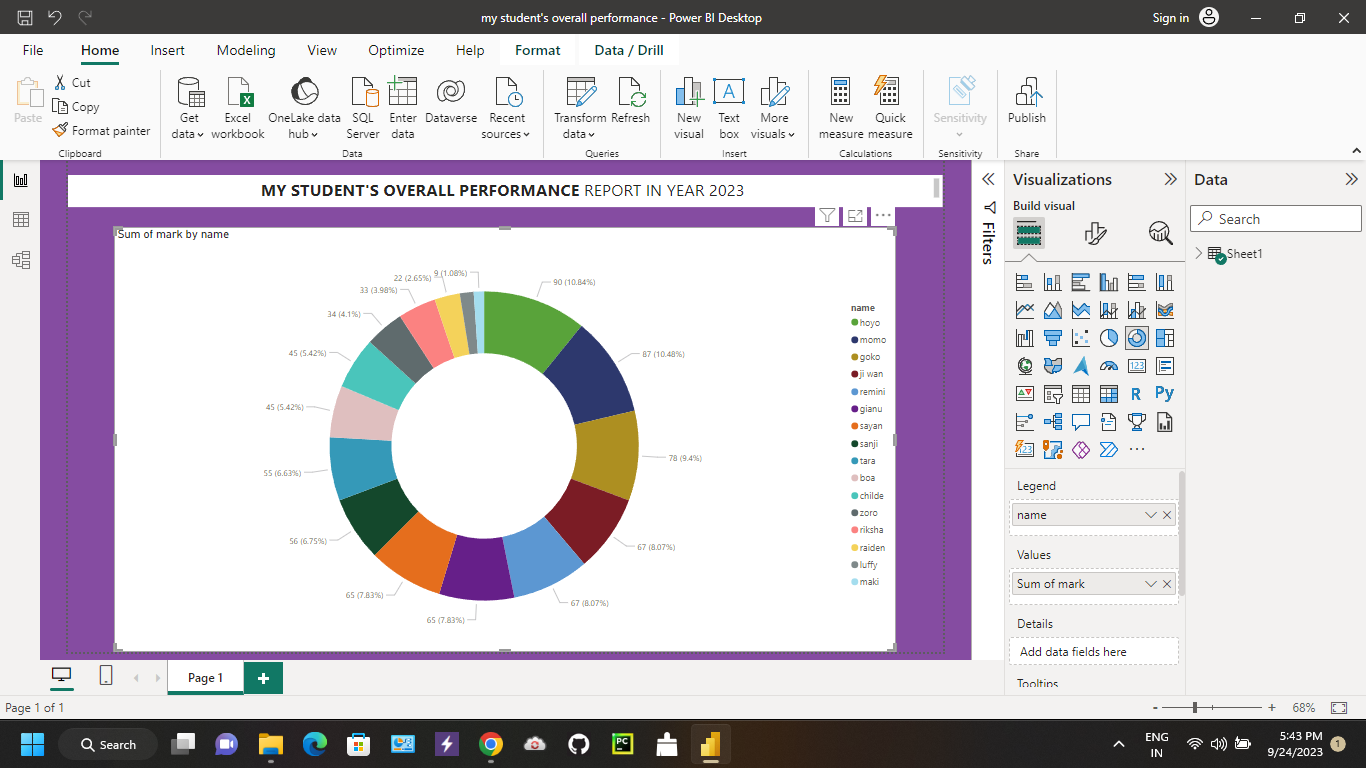 my student's overall performance - Power BI Desktop
Sign in
File Home Insert Modeling View Optimize Help Format Data / Drill
Paste
Cut
Copy
Format painter
Clipboard
Get data
Excel workbook
OneLake data hub
SQL Server
Enter data
Dataverse
Recent sources
Data
Transform data
Refresh
Queries
New visual
Text box
More visuals
Insert
New measure
Quick measure
Calculations
Sensitivity
Sensitivity
Publish
Share
MY STUDENT'S OVERALL PERFORMANCE REPORT IN YEAR 2023
Sum of mark by name
90 (10.84%)
87 (10.48%)
78 (9.4%)
67 (8.07%)
67 (8.07%)
65 (7.83%)
65 (7.83%)
56 (6.75%)
55 (6.63%)
45 (5.42%)
45 (5.42%)
34 (4.1%)
33 (3.98%)
22 (2.65%)
9 (1.08%)
name
hoyo
momo
goko
ji wan
remini
gianu
sayan
sanji
tara
boa
childe
zoro
riksha
raiden
luffy
maki
Filters
Visualizations
Build visual
123
R
Py
123
Legend
name
Values
Sum of mark
Details
Add data fields here
Tooltips
Data
Search
Sheet1
Page 1
Page 1 of 1
- + 68%
Search
PC
ENG
IN
5:43 PM
9/24/2023
1